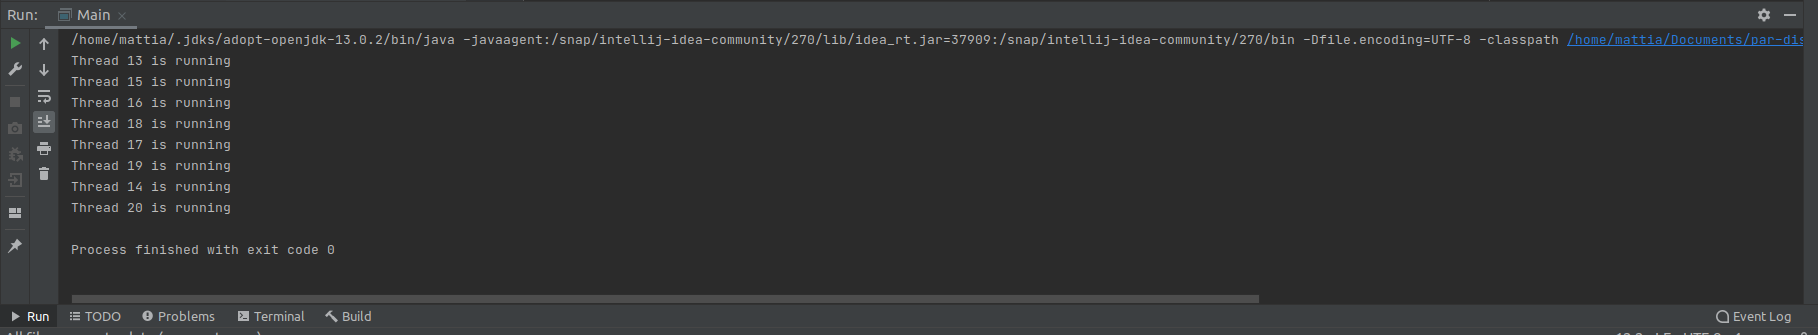 Run: Main
/home/mattia/.jdks/adopt-openjdk-13.0.2/bin/java -javaagent:/snap/intellij-idea-community/270/lib/idea_rt.jar=37909:/snap/intellij-idea-community/270/bin -Dfile.encoding=UTF-8 -classpath /home/mattia/Documents/par-dis
Thread 13 is running
Thread 15 is running
Thread 16 is running
Thread 18 is running
Thread 17 is running
Thread 19 is running
Thread 14 is running
Thread 20 is running
Process finished with exit code 0
Run TODO Problems Terminal Build Event Log